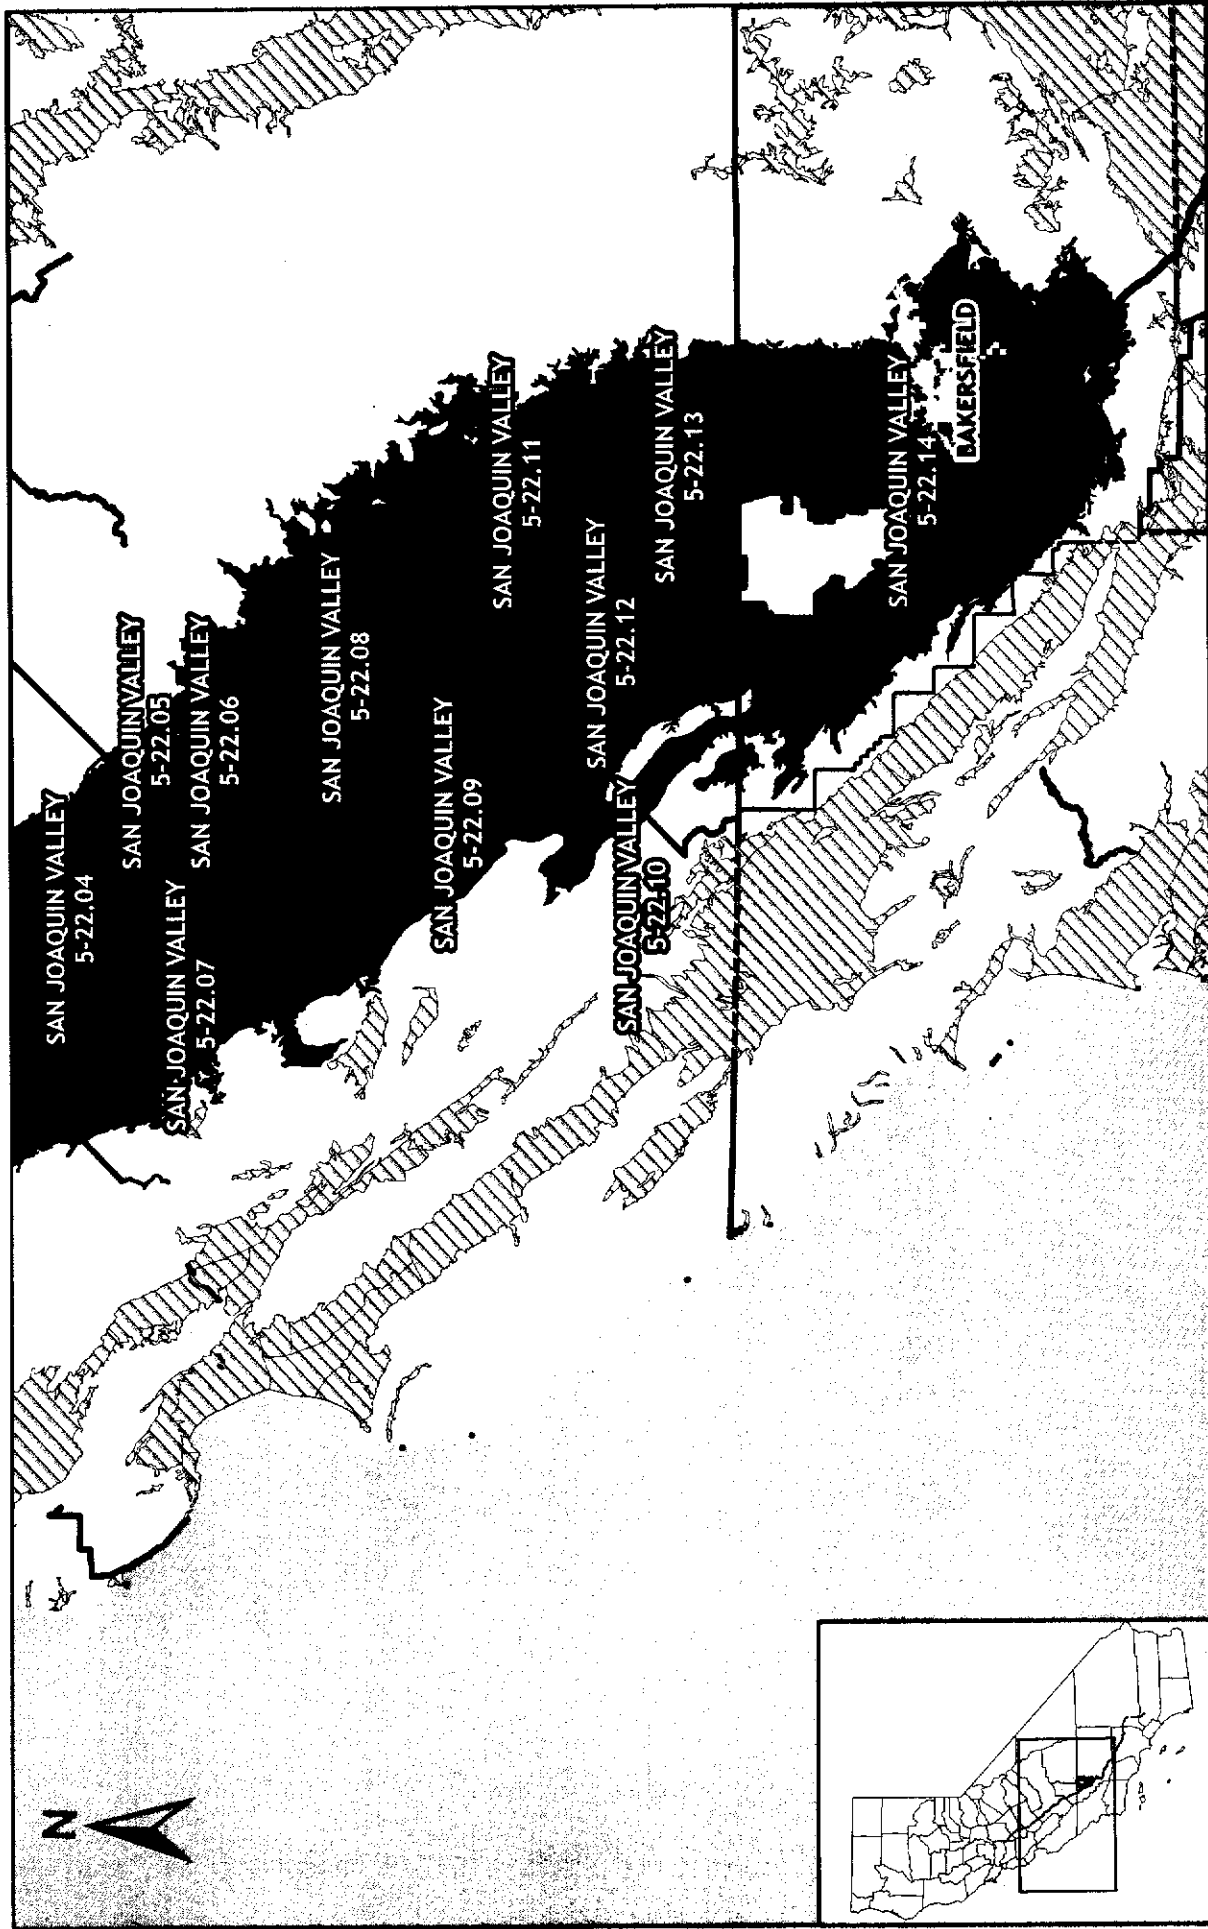 N
SAN JOAQUIN VALLEY
5-22.04
SAN JOAQUIN VALLEY
5-22.05
SAN JOAQUIN VALLEY
5-22.07
SAN JOAQUIN VALLEY
5-22.06
SAN JOAQUIN VALLEY
5-22.08
SAN JOAQUIN VALLEY
5-22.09
SAN JOAQUIN VALLEY
5-22.11
SAN JOAQUIN VALLEY
5-22.12
SAN JOAQUIN VALLEY
5-22.10
SAN JOAQUIN VALLEY
5-22.13
SAN JOAQUIN VALLEY
5-22.14
BAKERSFIELD